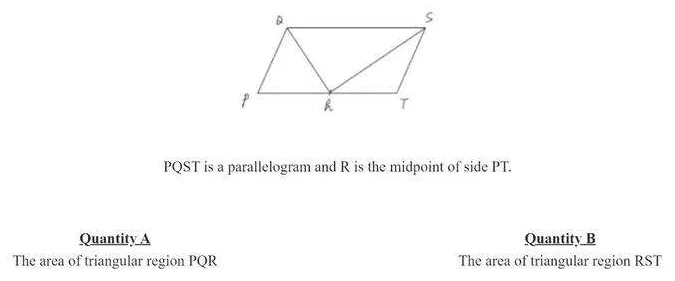 Q
S
P
R
T
PQST is a parallelogram and R is the midpoint of side PT.
Quantity A
Quantity B
The area of triangular region PQR
The area of triangular region RST